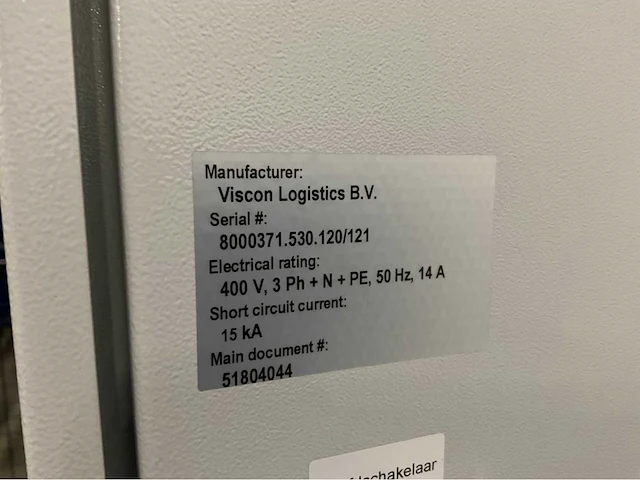 Manufacturer:
Viscon Logistics B.V.
Serial #:
8000371.530.120/121
Electrical rating:
400 V, 3 Ph + N + PE, 50 Hz, 14 A
Short circuit current:
15 kA
Main document #:
51804044